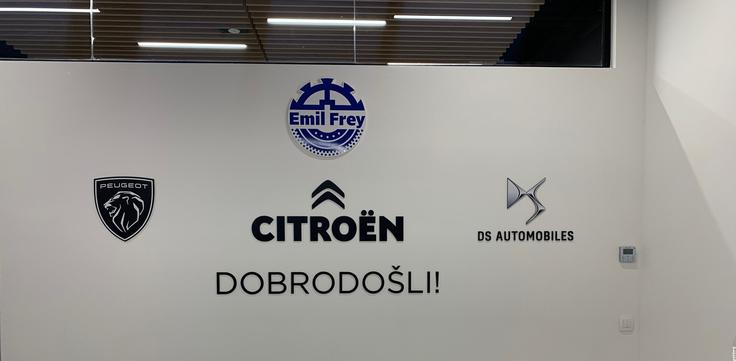 Emil Frey
PEUGEOT
CITROËN
DS AUTOMOBILES
DOBRODOŠLI!